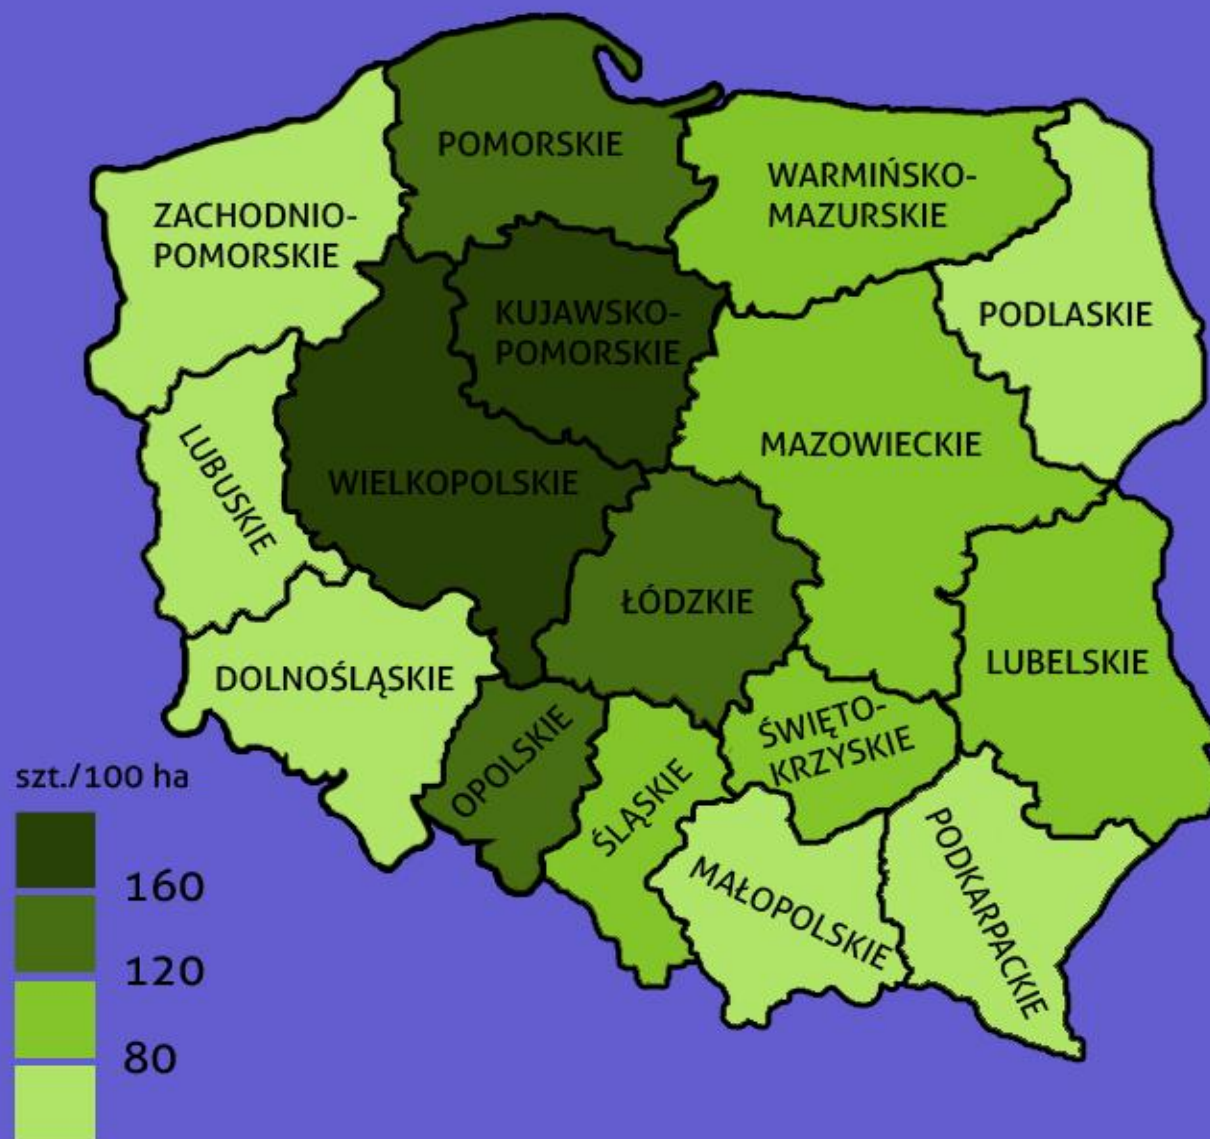 POMORSKIE
WARMIŃSKO-
MAZURSKIE
ZACHODNIO-
POMORSKIE
PODLASKIE
KUJAWSKO-
POMORSKIE
MAZOWIECKIE
LUBUSKIE
WIELKOPOLSKIE
ŁÓDZKIE
LUBELSKIE
DOLNOŚLĄSKIE
ŚWIĘTO-
KRZYSKIE
OPOLSKIE
ŚLĄSKIE
MAŁOPOLSKIE
PODKARPACKIE
szt./100 ha
160
120
80